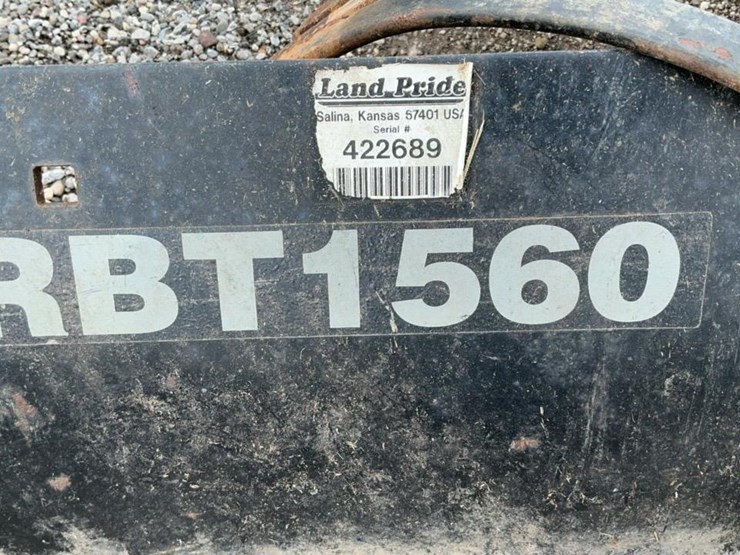 Land Pride
Salina, Kansas 67401 USA
Serial #
422689
RBT1560